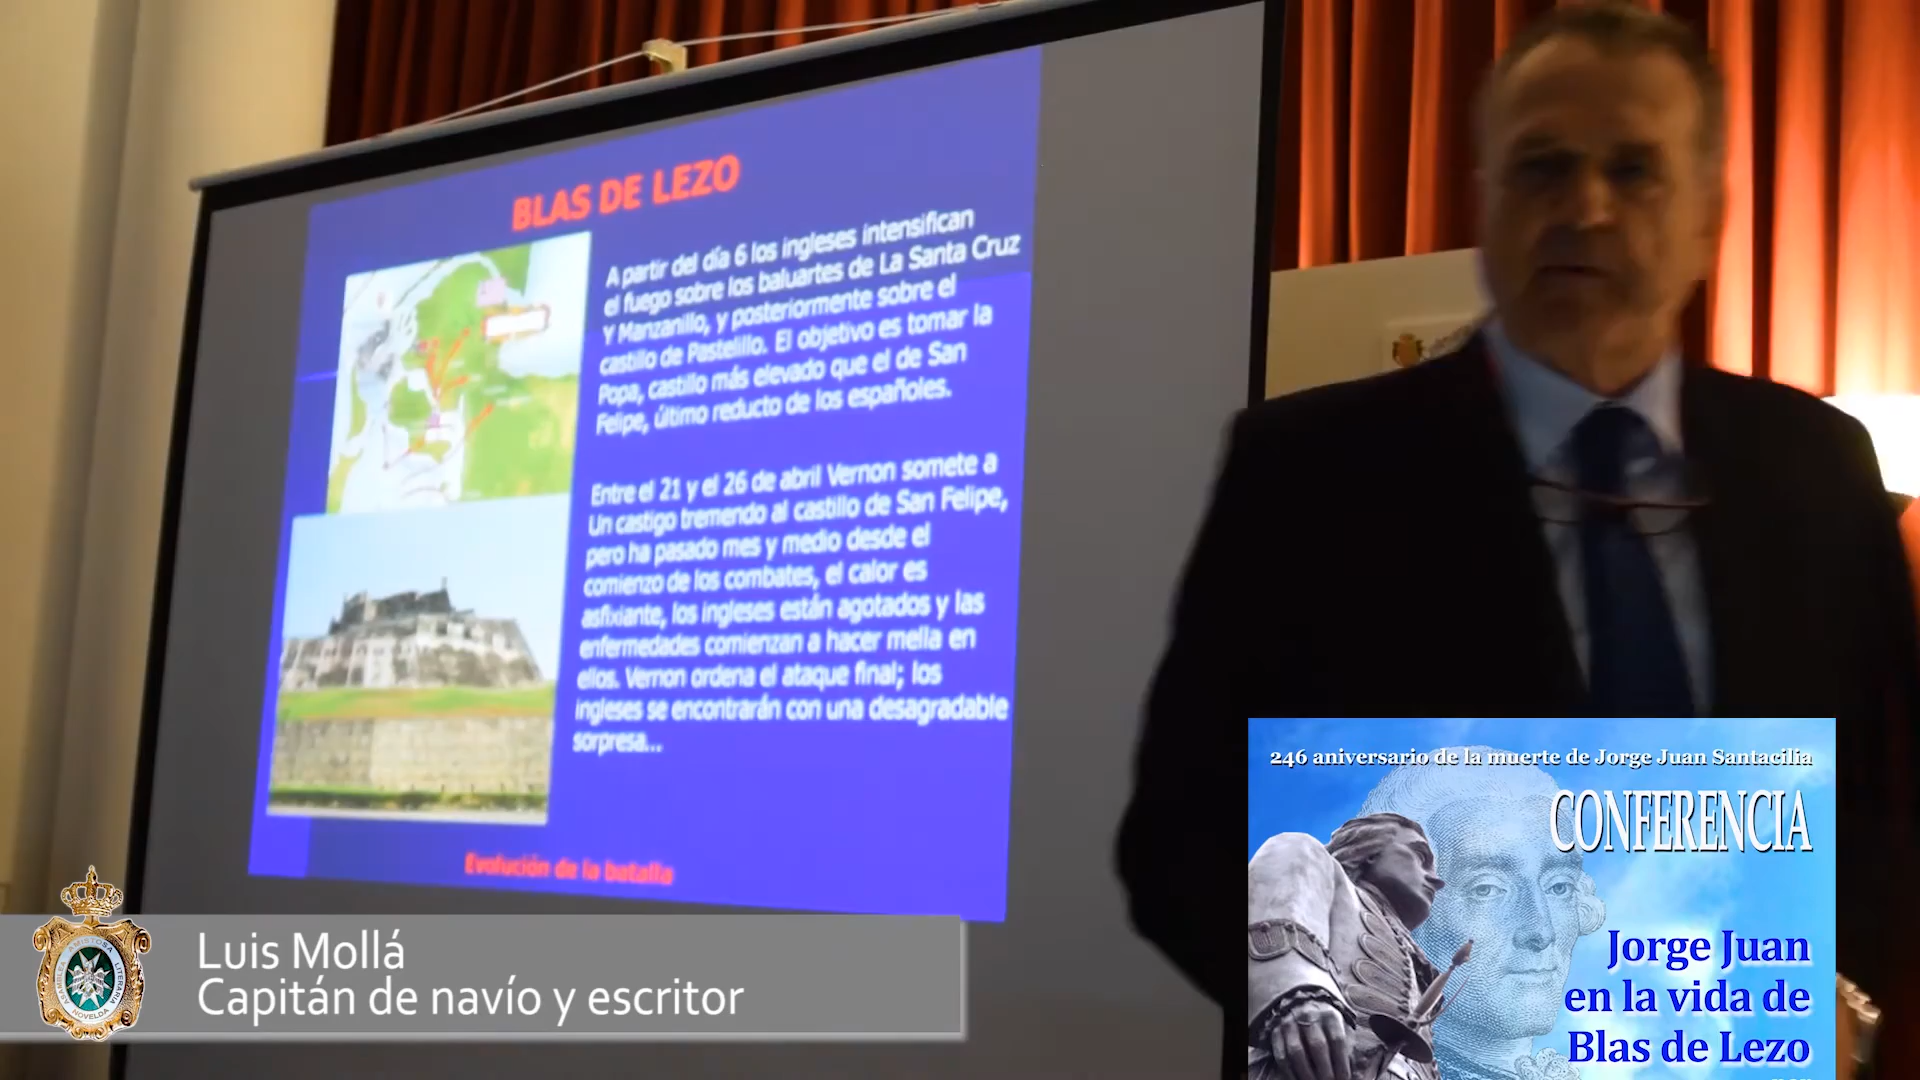 BLAS DE LEZO
A partir del día 6 los ingleses intensifican
el fuego sobre los baluartes de La Santa Cruz
Y Manzanillo, y posteriormente sobre el
castillo de Pastelillo. El objetivo es tomar la
Popa, castillo más elevado que el de San
Felipe, último reducto de los españoles.
Entre el 21 y el 26 de abril Vernon somete a
Un castigo tremendo al castillo de San Felipe,
pero ha pasado mes y medio desde el
comienzo de los combates, el calor es
asfixiante, los ingleses están agotados y las
enfermedades comienzan a hacer mella en
ellos. Vernon ordena el ataque final; los
ingleses se encontrarán con una desagradable
sorpresa...
Evolución de la batalla
AMISTOSA
LITERARIA
ASAMBLEA
NOVELDA
Luis Mollá
Capitán de navío y escritor
246 aniversario de la muerte de Jorge Juan Santacilia
CONFERENCIA
Jorge Juan
en la vida de
Blas de Lezo